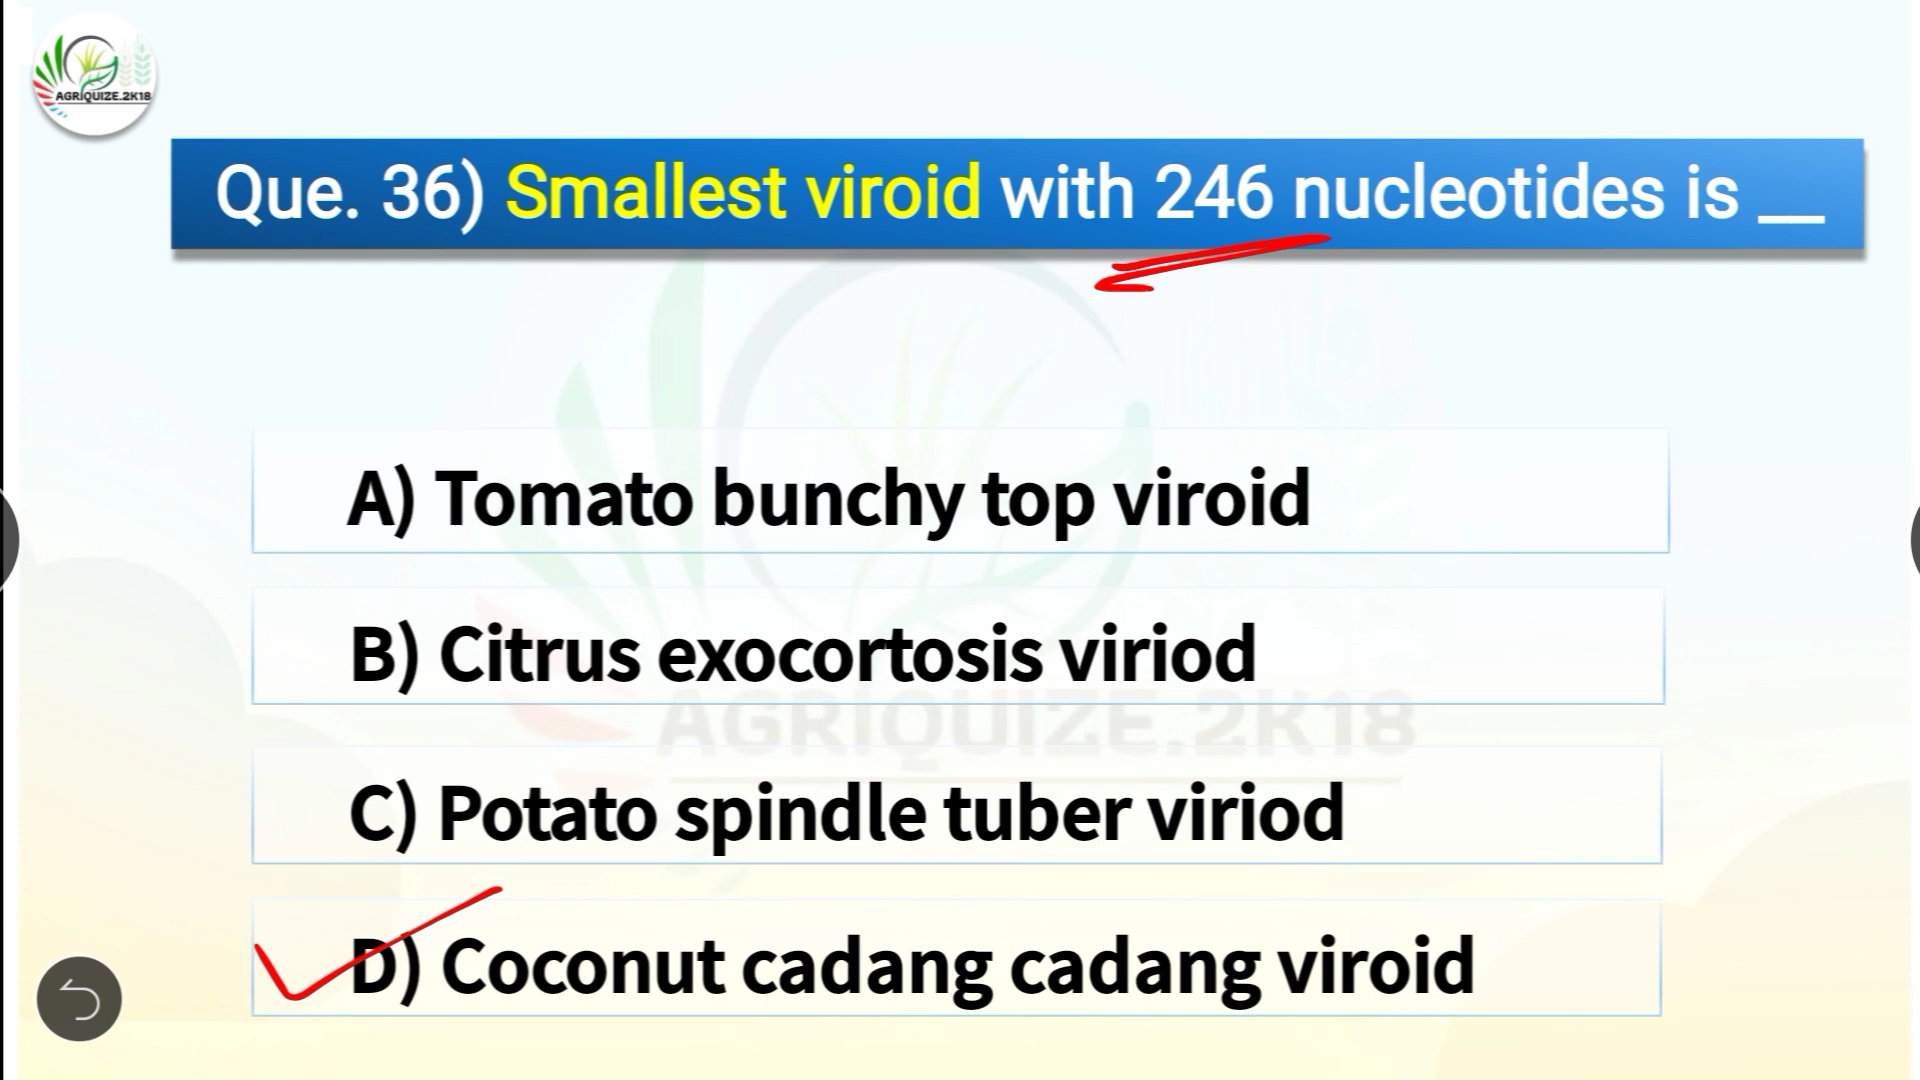 AGRIQUIZE.2K18
Que. 36) Smallest viroid with 246 nucleotides is __
A) Tomato bunchy top viroid
B) Citrus exocortosis viriod
AGRIQUIZE.2K18
C) Potato spindle tuber viriod
D) Coconut cadang cadang viroid